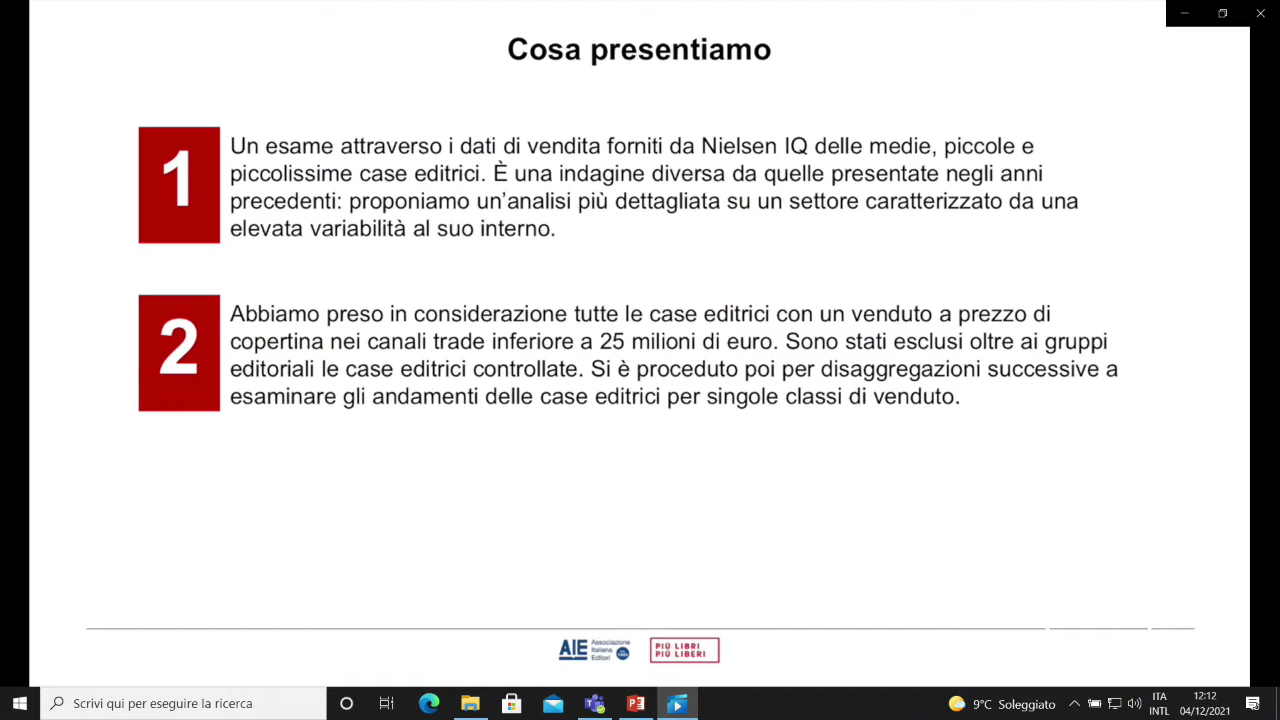 Cosa presentiamo
1
Un esame attraverso i dati di vendita forniti da Nielsen IQ delle medie, piccole e
piccolissime case editrici. È una indagine diversa da quelle presentate negli anni
precedenti: proponiamo un'analisi più dettagliata su un settore caratterizzato da una
elevata variabilità al suo interno.
2
Abbiamo preso in considerazione tutte le case editrici con un venduto a prezzo di
copertina nei canali trade inferiore a 25 milioni di euro. Sono stati esclusi oltre ai gruppi
editoriali le case editrici controllate. Si è proceduto poi per disaggregazioni successive a
esaminare gli andamenti delle case editrici per singole classi di venduto.
AIE
Associazione
Italiana
Editori
PIÙ LIBRI
PIÙ LIBERI
Scrivi qui per eseguire la ricerca
9°C Soleggiato
ITA
INTL
12:12
04/12/2021